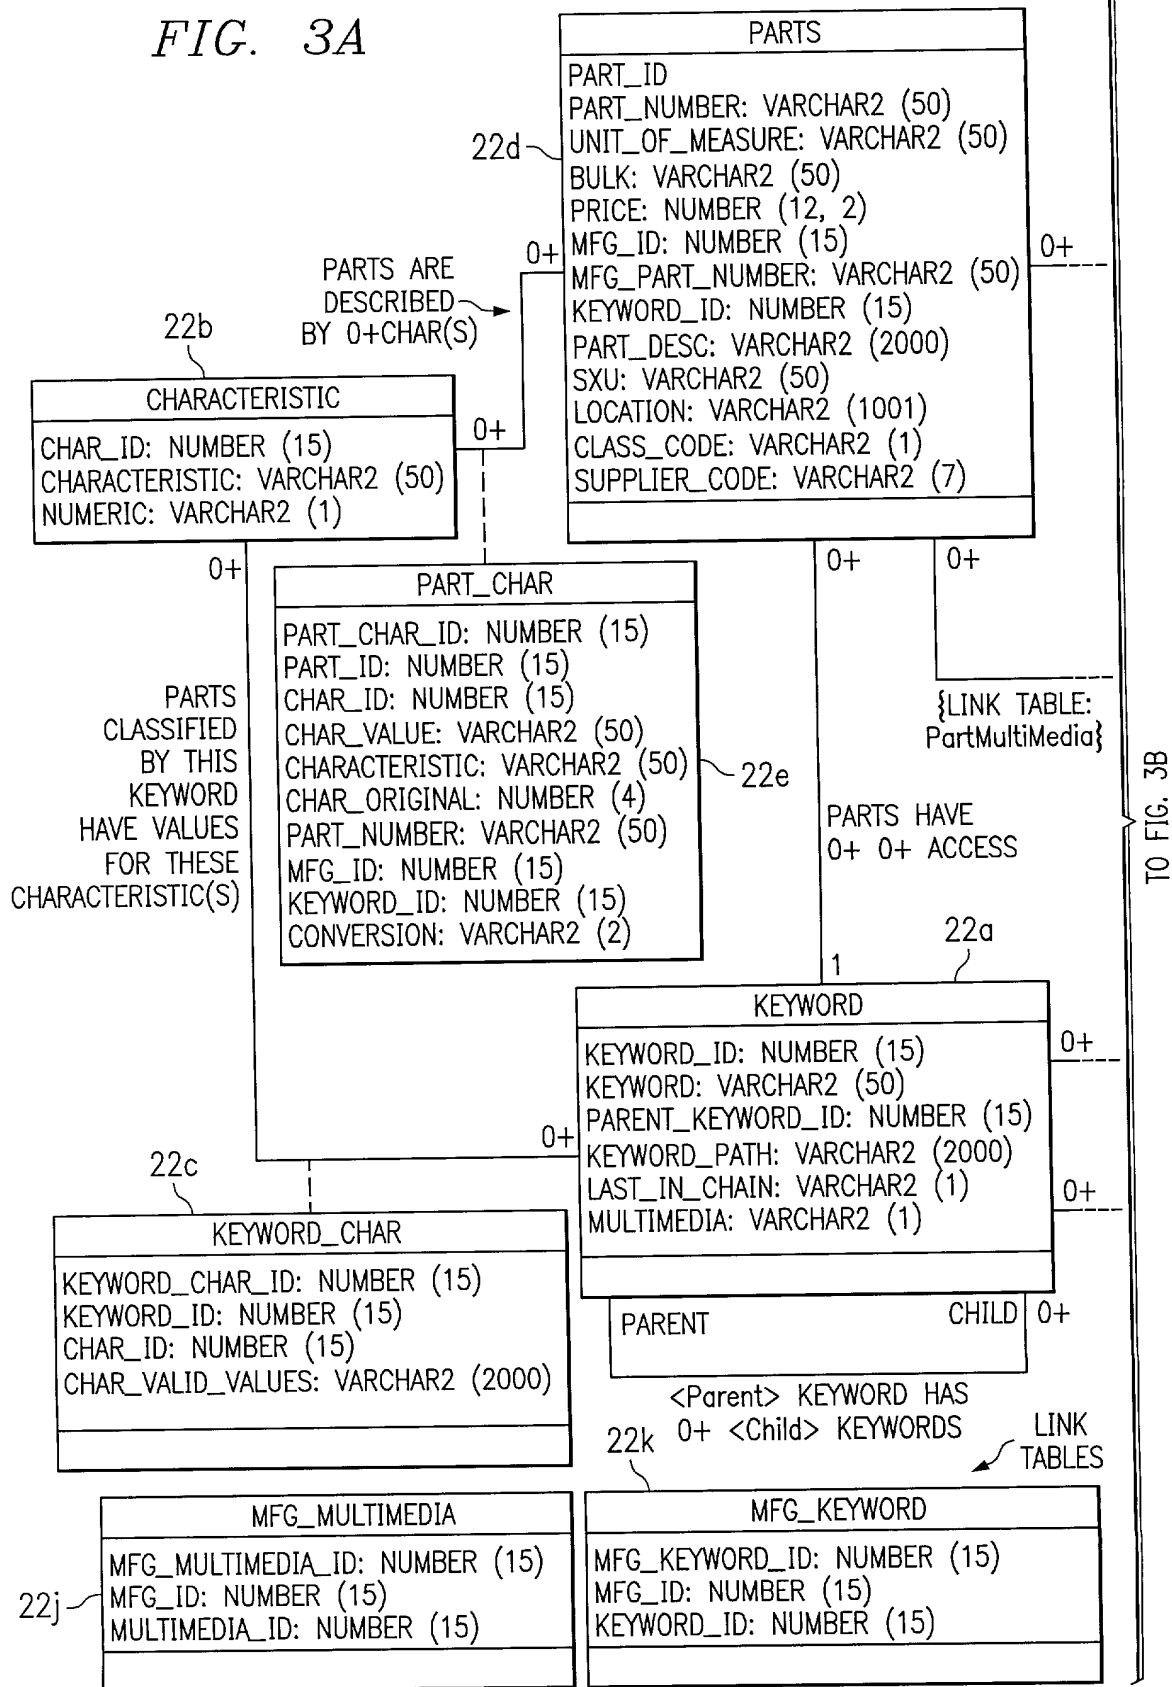 FIG. 3A
PARTS
PART_ID
PART_NUMBER: VARCHAR2 (50)
UNIT_OF_MEASURE: VARCHAR2 (50)
BULK: VARCHAR2 (50)
PRICE: NUMBER (12, 2)
MFG_ID: NUMBER (15)
MFG_PART_NUMBER: VARCHAR2 (50)
KEYWORD_ID: NUMBER (15)
PART_DESC: VARCHAR2 (2000)
SXU: VARCHAR2 (50)
LOCATION: VARCHAR2 (1001)
CLASS_CODE: VARCHAR2 (1)
SUPPLIER_CODE: VARCHAR2 (7)
22d
0+
0+
PARTS ARE
DESCRIBED
BY 0+CHAR(S)
22b
CHARACTERISTIC
CHAR_ID: NUMBER (15)
CHARACTERISTIC: VARCHAR2 (50)
NUMERIC: VARCHAR2 (1)
0+
0+
0+
0+
PART_CHAR
PART_CHAR_ID: NUMBER (15)
PART_ID: NUMBER (15)
CHAR_ID: NUMBER (15)
CHAR_VALUE: VARCHAR2 (50)
CHARACTERISTIC: VARCHAR2 (50)
CHAR_ORIGINAL: NUMBER (4)
PART_NUMBER: VARCHAR2 (50)
MFG_ID: NUMBER (15)
KEYWORD_ID: NUMBER (15)
CONVERSION: VARCHAR2 (2)
22e
PARTS
CLASSIFIED
BY THIS
KEYWORD
HAVE VALUES
FOR THESE
CHARACTERISTIC(S)
{LINK TABLE:
PartMultiMedia}
PARTS HAVE
0+ 0+ ACCESS
TO FIG. 3B
22a
1
KEYWORD
KEYWORD_ID: NUMBER (15)
KEYWORD: VARCHAR2 (50)
PARENT_KEYWORD_ID: NUMBER (15)
KEYWORD_PATH: VARCHAR2 (2000)
LAST_IN_CHAIN: VARCHAR2 (1)
MULTIMEDIA: VARCHAR2 (1)
0+
0+
0+
22c
KEYWORD_CHAR
KEYWORD_CHAR_ID: NUMBER (15)
KEYWORD_ID: NUMBER (15)
CHAR_ID: NUMBER (15)
CHAR_VALID_VALUES: VARCHAR2 (2000)
PARENT
CHILD
0+
<Parent> KEYWORD HAS
0+ <Child> KEYWORDS
22k
LINK
TABLES
MFG_MULTIMEDIA
MFG_MULTIMEDIA_ID: NUMBER (15)
MFG_ID: NUMBER (15)
MULTIMEDIA_ID: NUMBER (15)
22j
MFG_KEYWORD
MFG_KEYWORD_ID: NUMBER (15)
MFG_ID: NUMBER (15)
KEYWORD_ID: NUMBER (15)